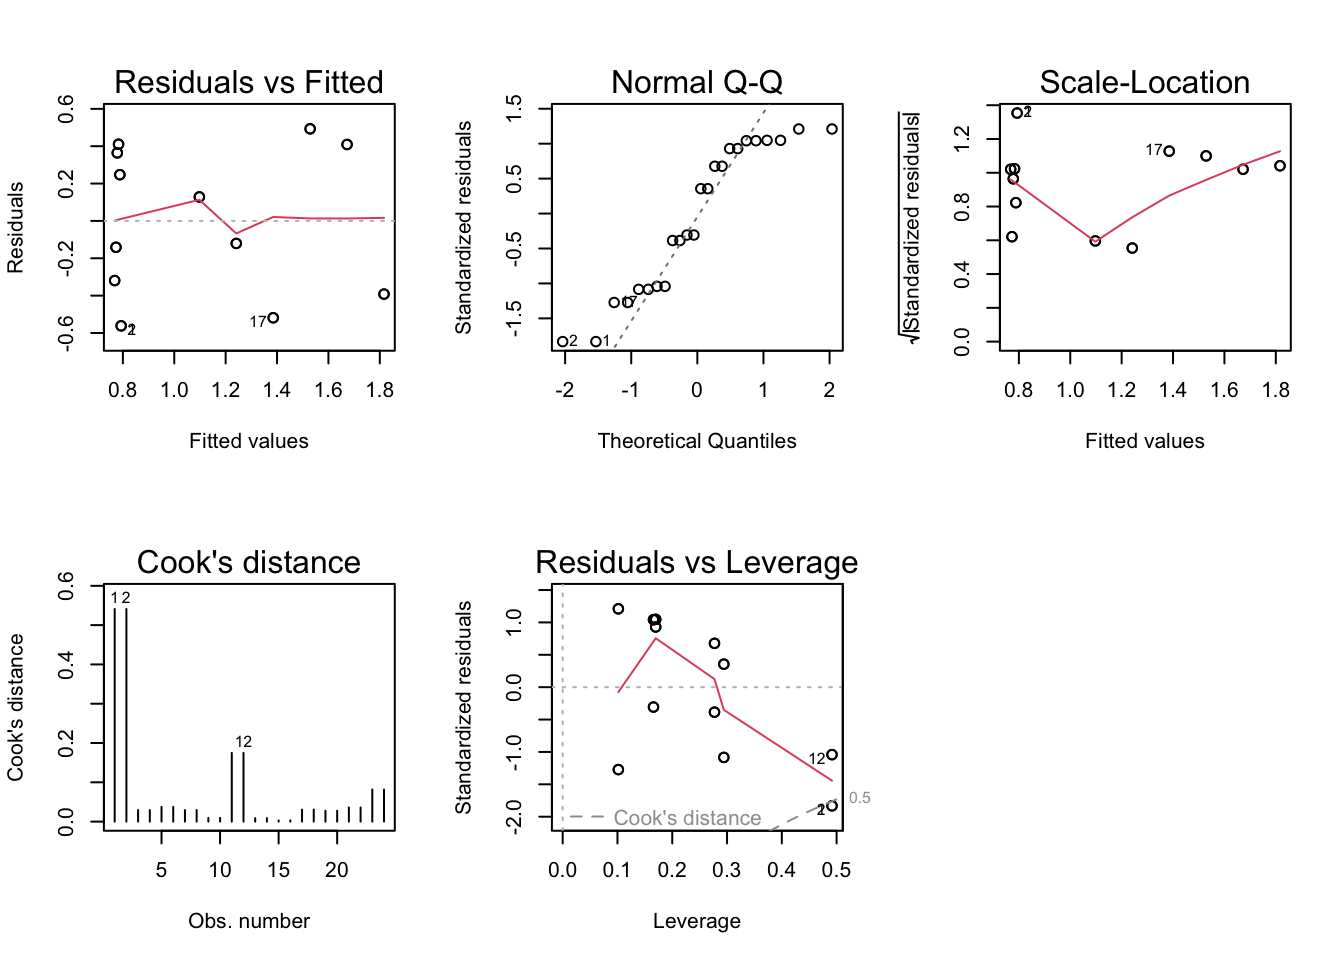 Residuals vs Fitted
Residuals
0.6
0.2
-0.2
-0.6
17
0.8 1.0 1.2 1.4 1.6 1.8
Fitted values
Normal Q-Q
Standardized residuals
1.5
0.5
-0.5
-1.5
17
2
1
-2 -1 0 1 2
Theoretical Quantiles
Scale-Location
√|Standardized residuals|
1.2
0.8
0.4
0.0
17
0.8 1.0 1.2 1.4 1.6 1.8
Fitted values
Cook's distance
Cook's distance
0.6
0.4
0.2
0.0
1 2
12
5 10 15 20
Obs. number
Residuals vs Leverage
Standardized residuals
1.0
0.0
-1.0
-2.0
12
0.5
Cook's distance
0.0 0.1 0.2 0.3 0.4 0.5
Leverage